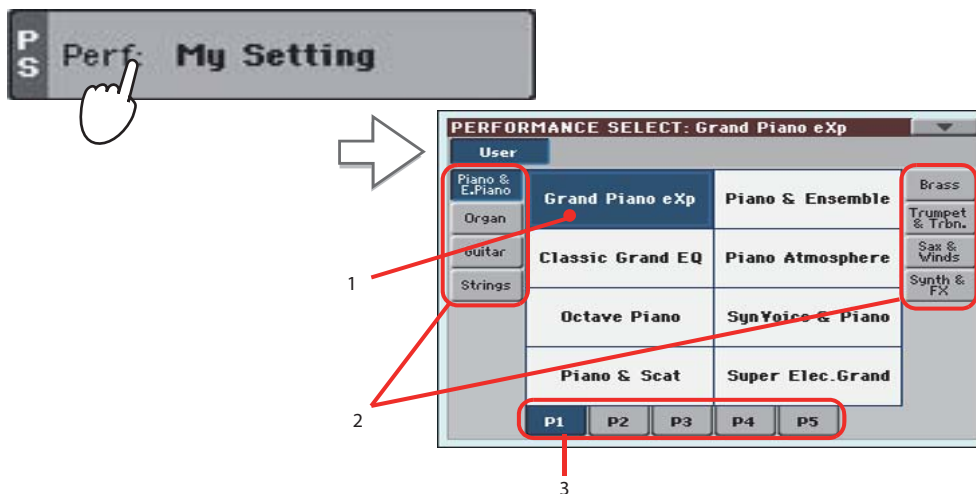 PS Perf: My Setting
PERFORMANCE SELECT: Grand Piano eXp
User
Piano & E.Piano
Organ
Guitar
Strings
Grand Piano eXp
Piano & Ensemble
Classic Grand EQ
Piano Atmosphere
Octave Piano
SynVoice & Piano
Piano & Scat
Super Elec.Grand
Brass
Trumpet & Trbn.
Sax & Winds
Synth & FX
P1 P2 P3 P4 P5
1
2
3